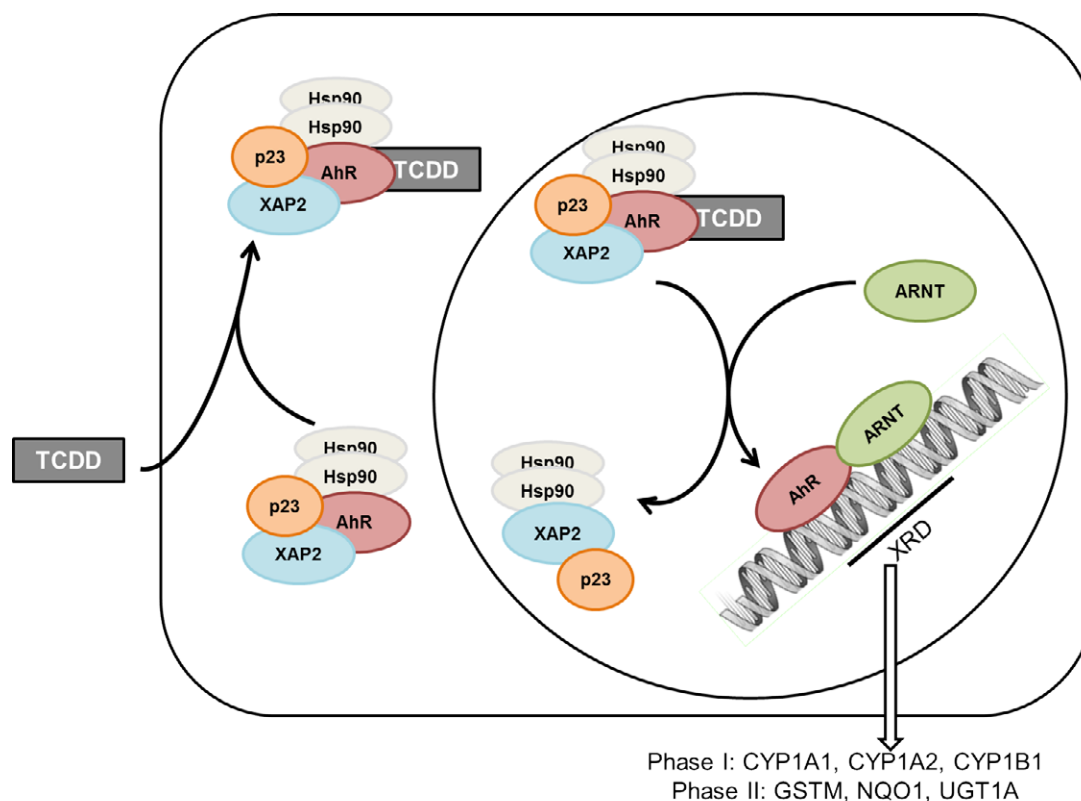 Hsp90
Hsp90
p23
AhR
TCDD
XAP2
Hsp90
Hsp90
p23
AhR
TCDD
XAP2
ARNT
TCDD
Hsp90
Hsp90
p23
AhR
XAP2
Hsp90
Hsp90
XAP2
p23
ARNT
AhR
XRD
Phase I: CYP1A1, CYP1A2, CYP1B1
Phase II: GSTM, NQO1, UGT1A